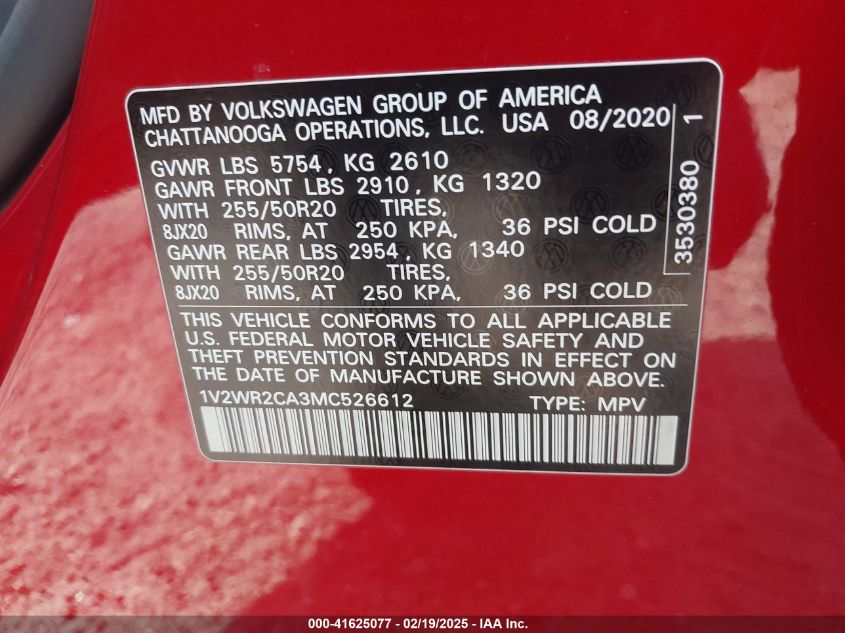 MFD BY VOLKSWAGEN GROUP OF AMERICA
CHATTANOOGA OPERATIONS, LLC. USA 08/2020
GVWR LBS 5754, KG 2610
GAWR FRONT LBS 2910, KG 1320
WITH 255/50R20 TIRES,
8JX20 RIMS, AT 250 KPA, 36 PSI COLD
GAWR REAR LBS 2954, KG 1340
WITH 255/50R20 TIRES,
8JX20 RIMS, AT 250 KPA, 36 PSI COLD
THIS VEHICLE CONFORMS TO ALL APPLICABLE
U.S. FEDERAL MOTOR VEHICLE SAFETY AND
THEFT PREVENTION STANDARDS IN EFFECT ON
THE DATE OF MANUFACTURE SHOWN ABOVE.
1V2WR2CA3MC526612 TYPE: MPV
3530380 1
000-41625077 - 02/19/2025 - IAA Inc.